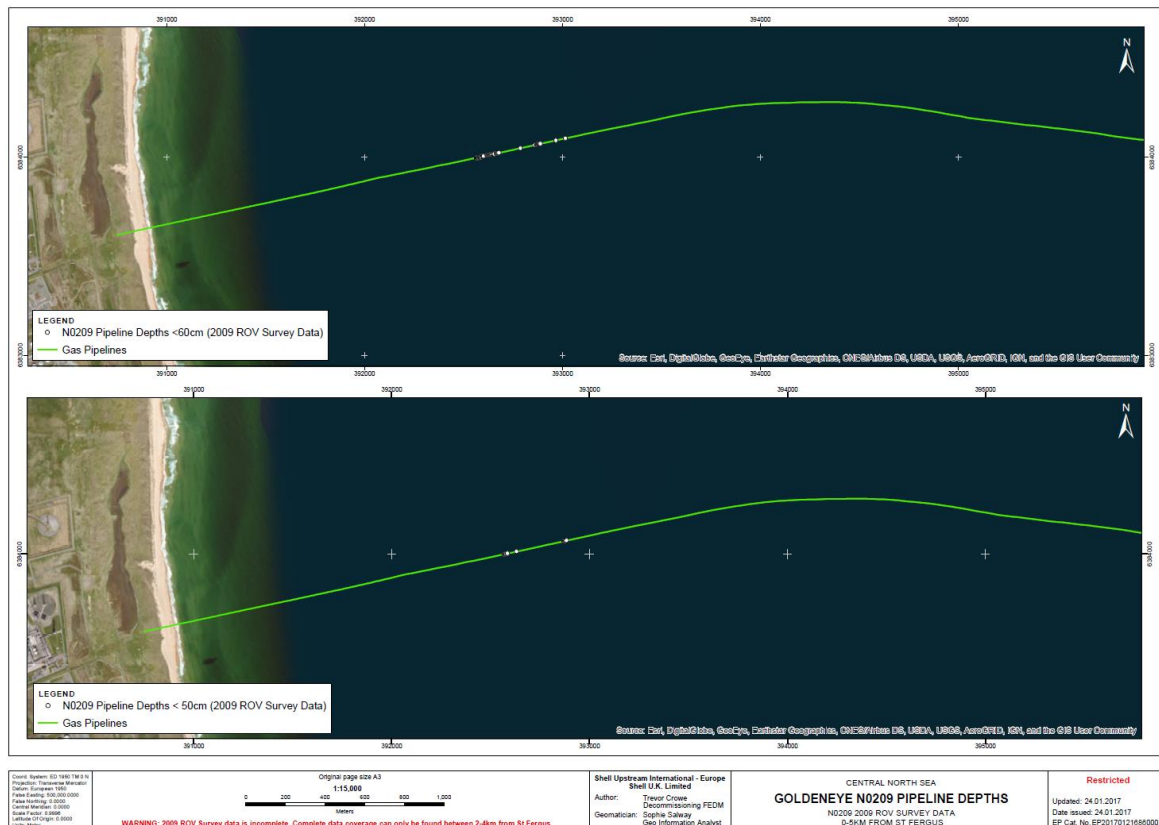 391000 392000 393000 394000 395000
N
6384000 6384000
LEGEND
N0209 Pipeline Depths <60cm (2009 ROV Survey Data)
Gas Pipelines
Source: Esri, DigitalGlobe, GeoEye, Earthstar Geographics, CNES/Airbus DS, USDA, USGS, AeroGRID, IGN, and the GIS User Community
6383000 6383000
391000 392000 393000 394000 395000
391000 392000 393000 394000 395000
N
6384000 6384000
LEGEND
N0209 Pipeline Depths < 50cm (2009 ROV Survey Data)
Gas Pipelines
Source: Esri, DigitalGlobe, GeoEye, Earthstar Geographics, CNES/Airbus DS, USDA, USGS, AeroGRID, IGN, and the GIS User Community
391000 392000 393000 394000 395000
Coord. System: ED 1950 TM 0 N
Projection: Transverse Mercator
Datum: European 1950
False Easting: 500,000.0000
False Northing: 0.0000
Central Meridian: 0.0000
Scale Factor: 0.9996
Latitude Of Origin: 0.0000
Units: Meter
Original page size A3
1:15,000
0 200 400 600 800 1,000
Meters
WARNING: 2009 ROV Survey data is incomplete. Complete data coverage can only be found between 2-4km from St Fergus
Shell Upstream International - Europe
Shell U.K. Limited
Author: Trevor Crowe
Decommissioning FEDM
Geomatician: Sophie Salway
Geo Information Analyst
CENTRAL NORTH SEA
GOLDENEYE N0209 PIPELINE DEPTHS
N0209 2009 ROV SURVEY DATA
0-5KM FROM ST FERGUS
Restricted
Updated: 24.01.2017
Date issued: 24.01.2017
EP Cat. No. EP20170121686000